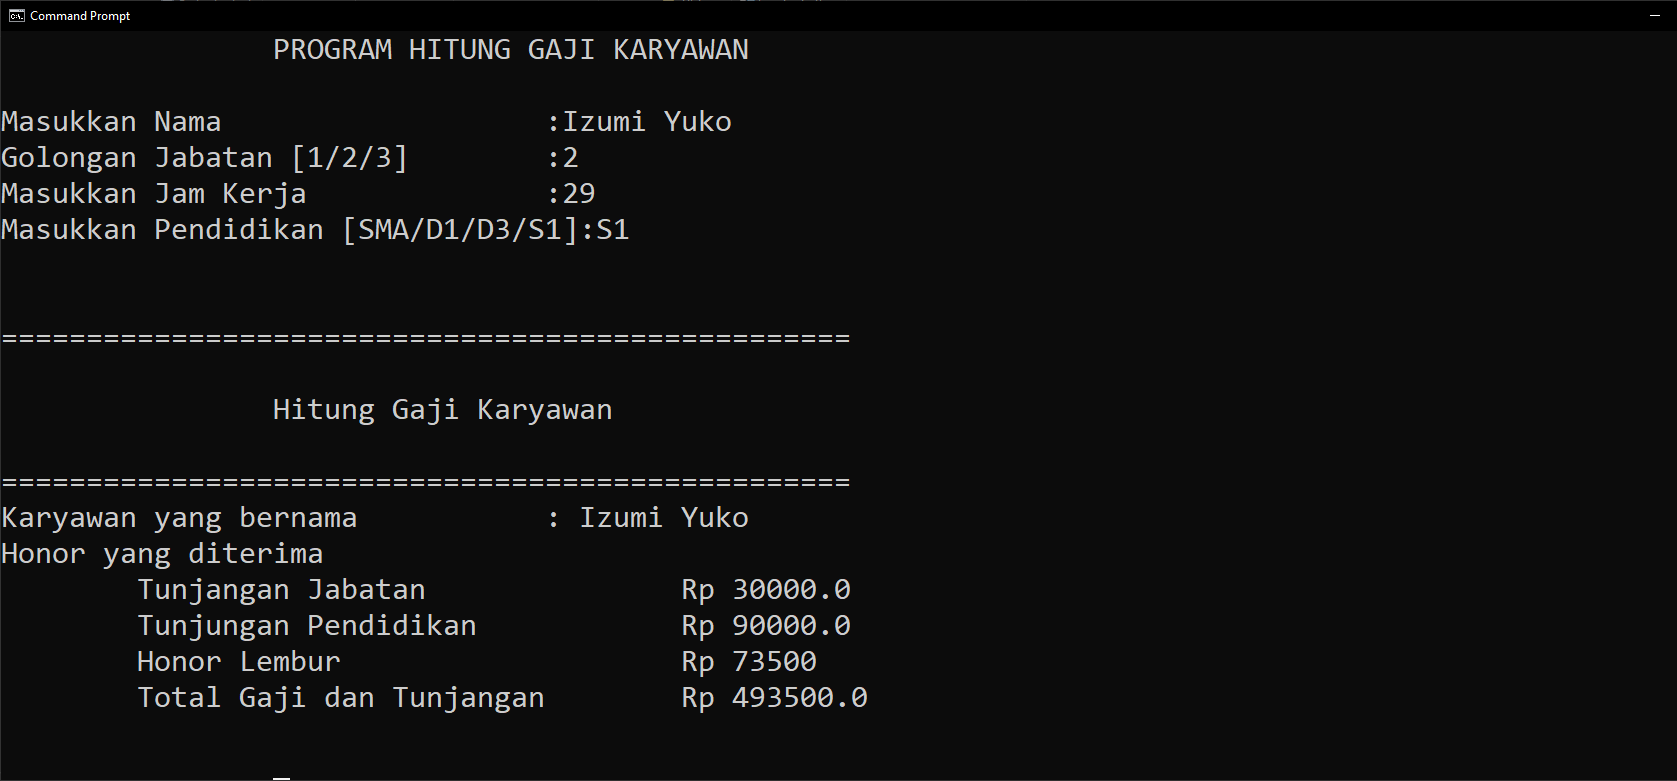 Command Prompt
PROGRAM HITUNG GAJI KARYAWAN
Masukkan Nama :Izumi Yuko
Golongan Jabatan [1/2/3] :2
Masukkan Jam Kerja :29
Masukkan Pendidikan [SMA/D1/D3/S1]:S1
==================================================
Hitung Gaji Karyawan
==================================================
Karyawan yang bernama : Izumi Yuko
Honor yang diterima
Tunjangan Jabatan Rp 30000.0
Tunjungan Pendidikan Rp 90000.0
Honor Lembur Rp 73500
Total Gaji dan Tunjangan Rp 493500.0